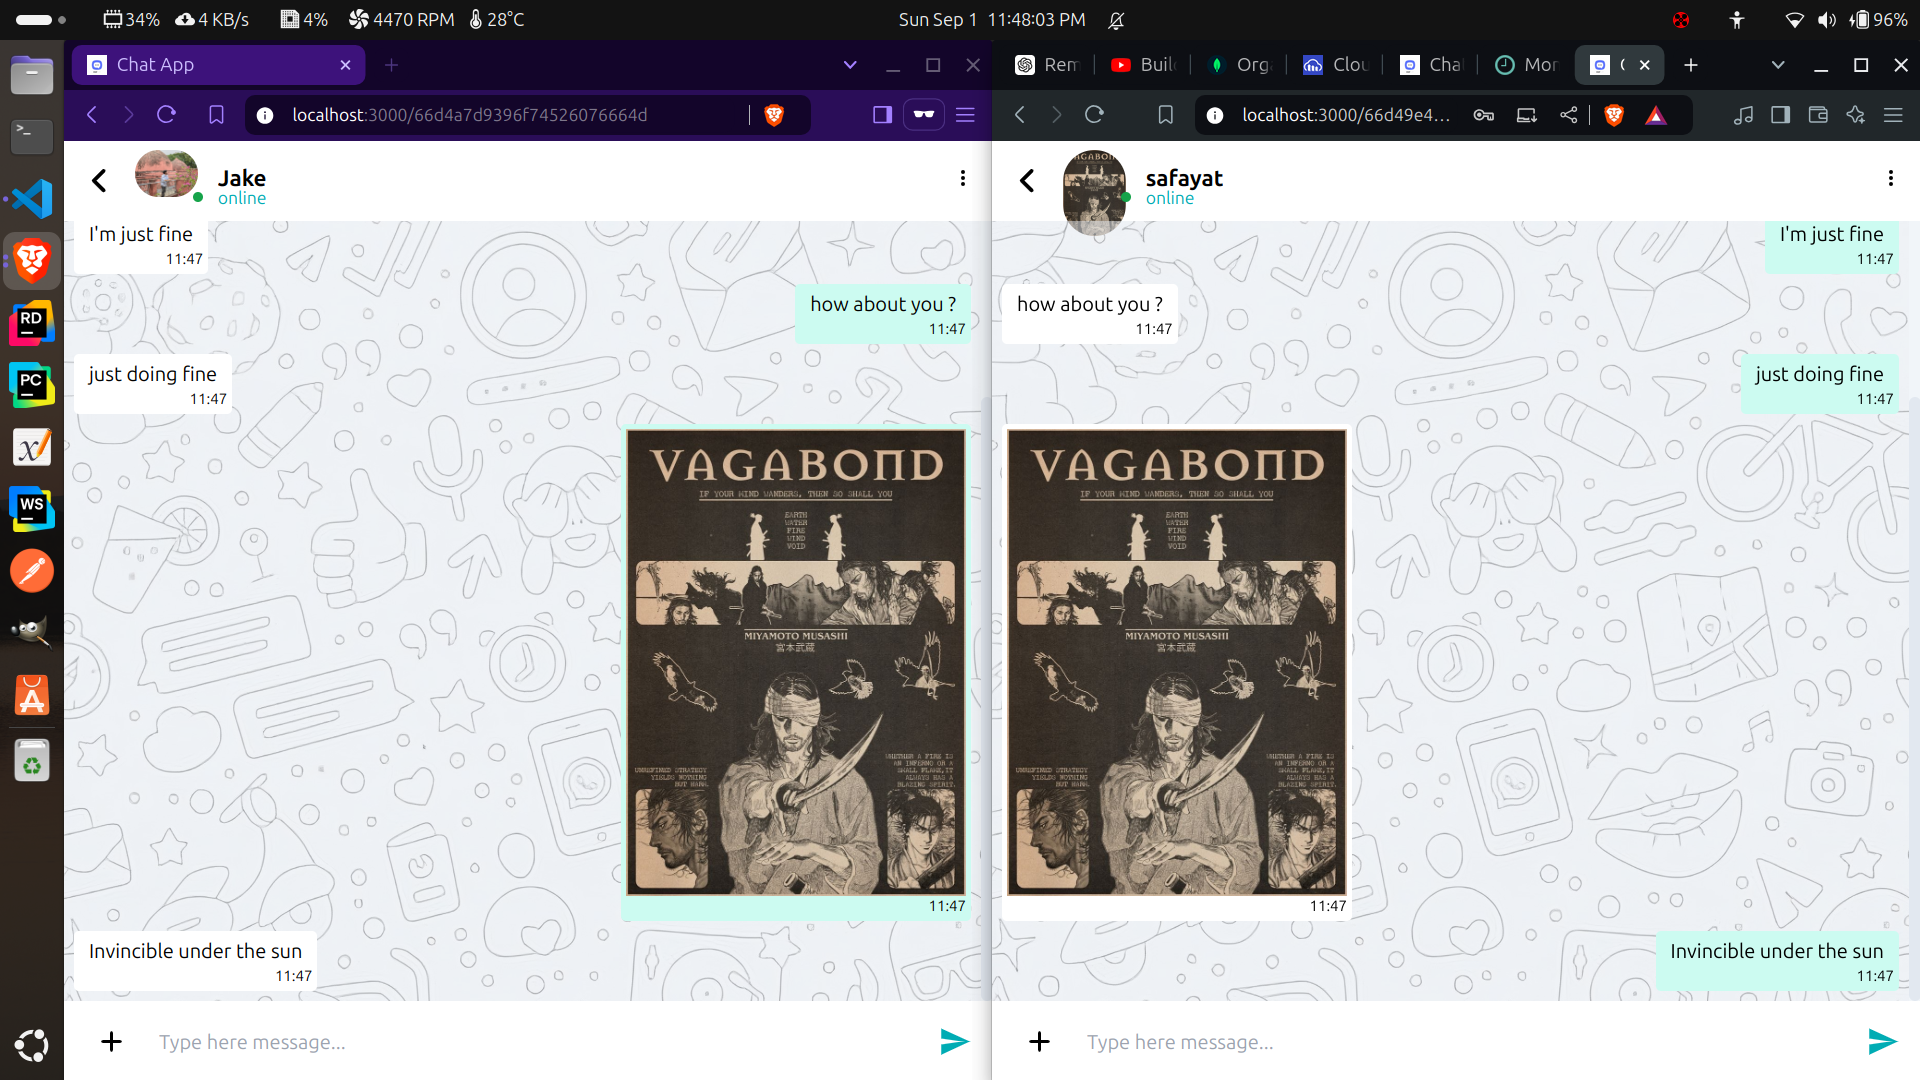 34% 4 KB/s 4% 4470 RPM 28°C
Sun Sep 1 11:48:03 PM
96%
Chat App
localhost:3000/66d4a7d9396f74526076664d
Jake
online
I'm just fine
11:47
how about you ?
11:47
just doing fine
11:47
VAGABOND
IF YOUR MIND WANDERS, THEN SO SHALL YOU
EARTH
WATER
FIRE
WIND
VOID
MIYAMOTO MUSASHI
宮本武蔵
UNREFINED STRATEGY
YIELDS NOTHING
BUT HARM.
WHETHER A FIRE IS
AN INFERNO OR A
SMALL FLAME, IT
ALWAYS HAS A
BLAZING SPIRIT.
11:47
Invincible under the sun
11:47
Type here message...
Rem
Buil
Org
Clou
Chat
Mon
localhost:3000/66d49e4...
safayat
online
I'm just fine
11:47
how about you ?
11:47
just doing fine
11:47
VAGABOND
IF YOUR MIND WANDERS, THEN SO SHALL YOU
EARTH
WATER
FIRE
WIND
VOID
MIYAMOTO MUSASHI
宮本武蔵
UNREFINED STRATEGY
YIELDS NOTHING
BUT HARM.
WHETHER A FIRE IS
AN INFERNO OR A
SMALL FLAME, IT
ALWAYS HAS A
BLAZING SPIRIT.
11:47
Invincible under the sun
11:47
Type here message...
RD
PC
WS